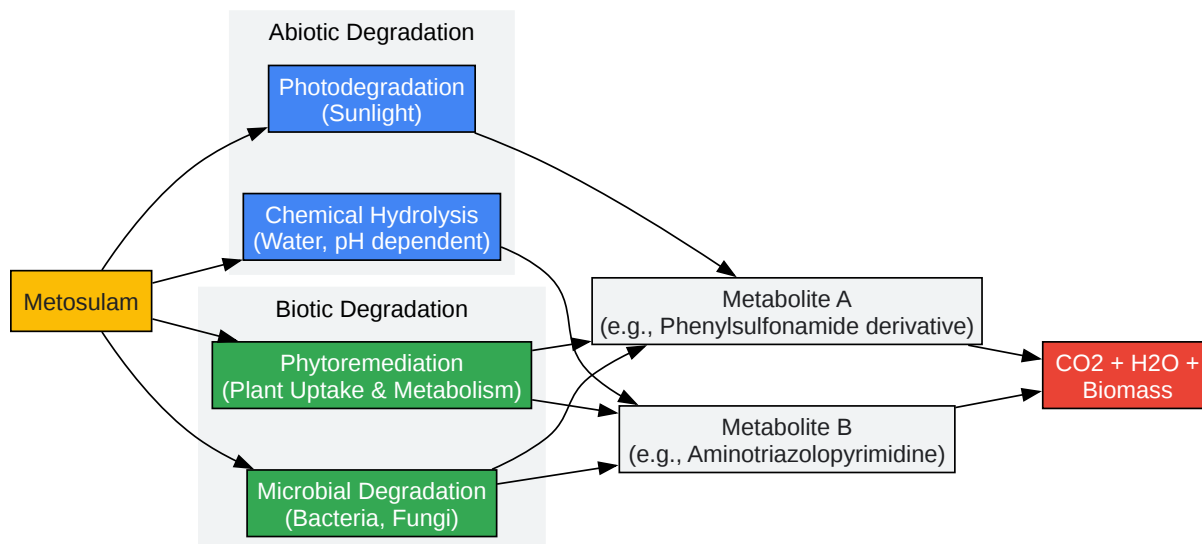 Abiotic Degradation
Photodegradation
(Sunlight)
Chemical Hydrolysis
(Water, pH dependent)
Metosulam
Biotic Degradation
Phytoremediation
(Plant Uptake & Metabolism)
Microbial Degradation
(Bacteria, Fungi)
Metabolite A
(e.g., Phenylsulfonamide derivative)
Metabolite B
(e.g., Aminotriazolopyrimidine)
CO2 + H2O +
Biomass